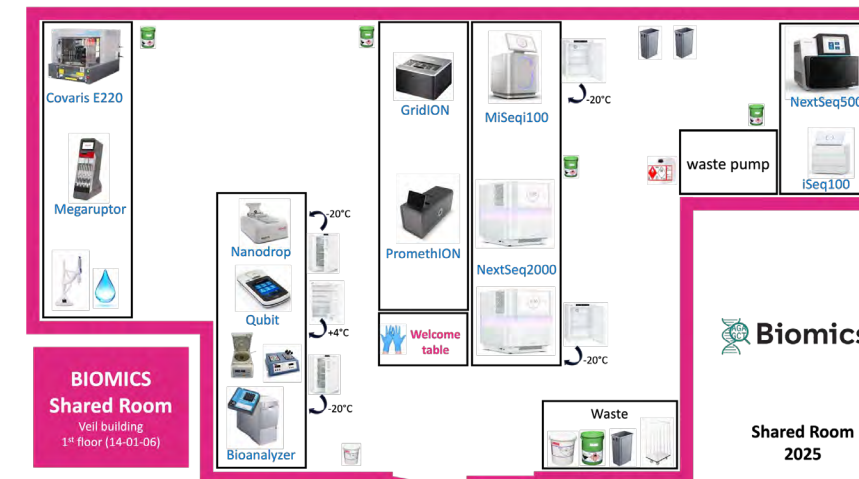 Covaris E220
Megaruptor
BIOMICS
Shared Room
Veil building
1st floor (14-01-06)
Nanodrop
-20°C
Qubit
+4°C
-20°C
Bioanalyzer
GridION
PromethION
Welcome
table
MiSeqi100
-20°C
NextSeq2000
-20°C
Waste
waste pump
NextSeq500
iSeq100
Biomics
Shared Room
2025